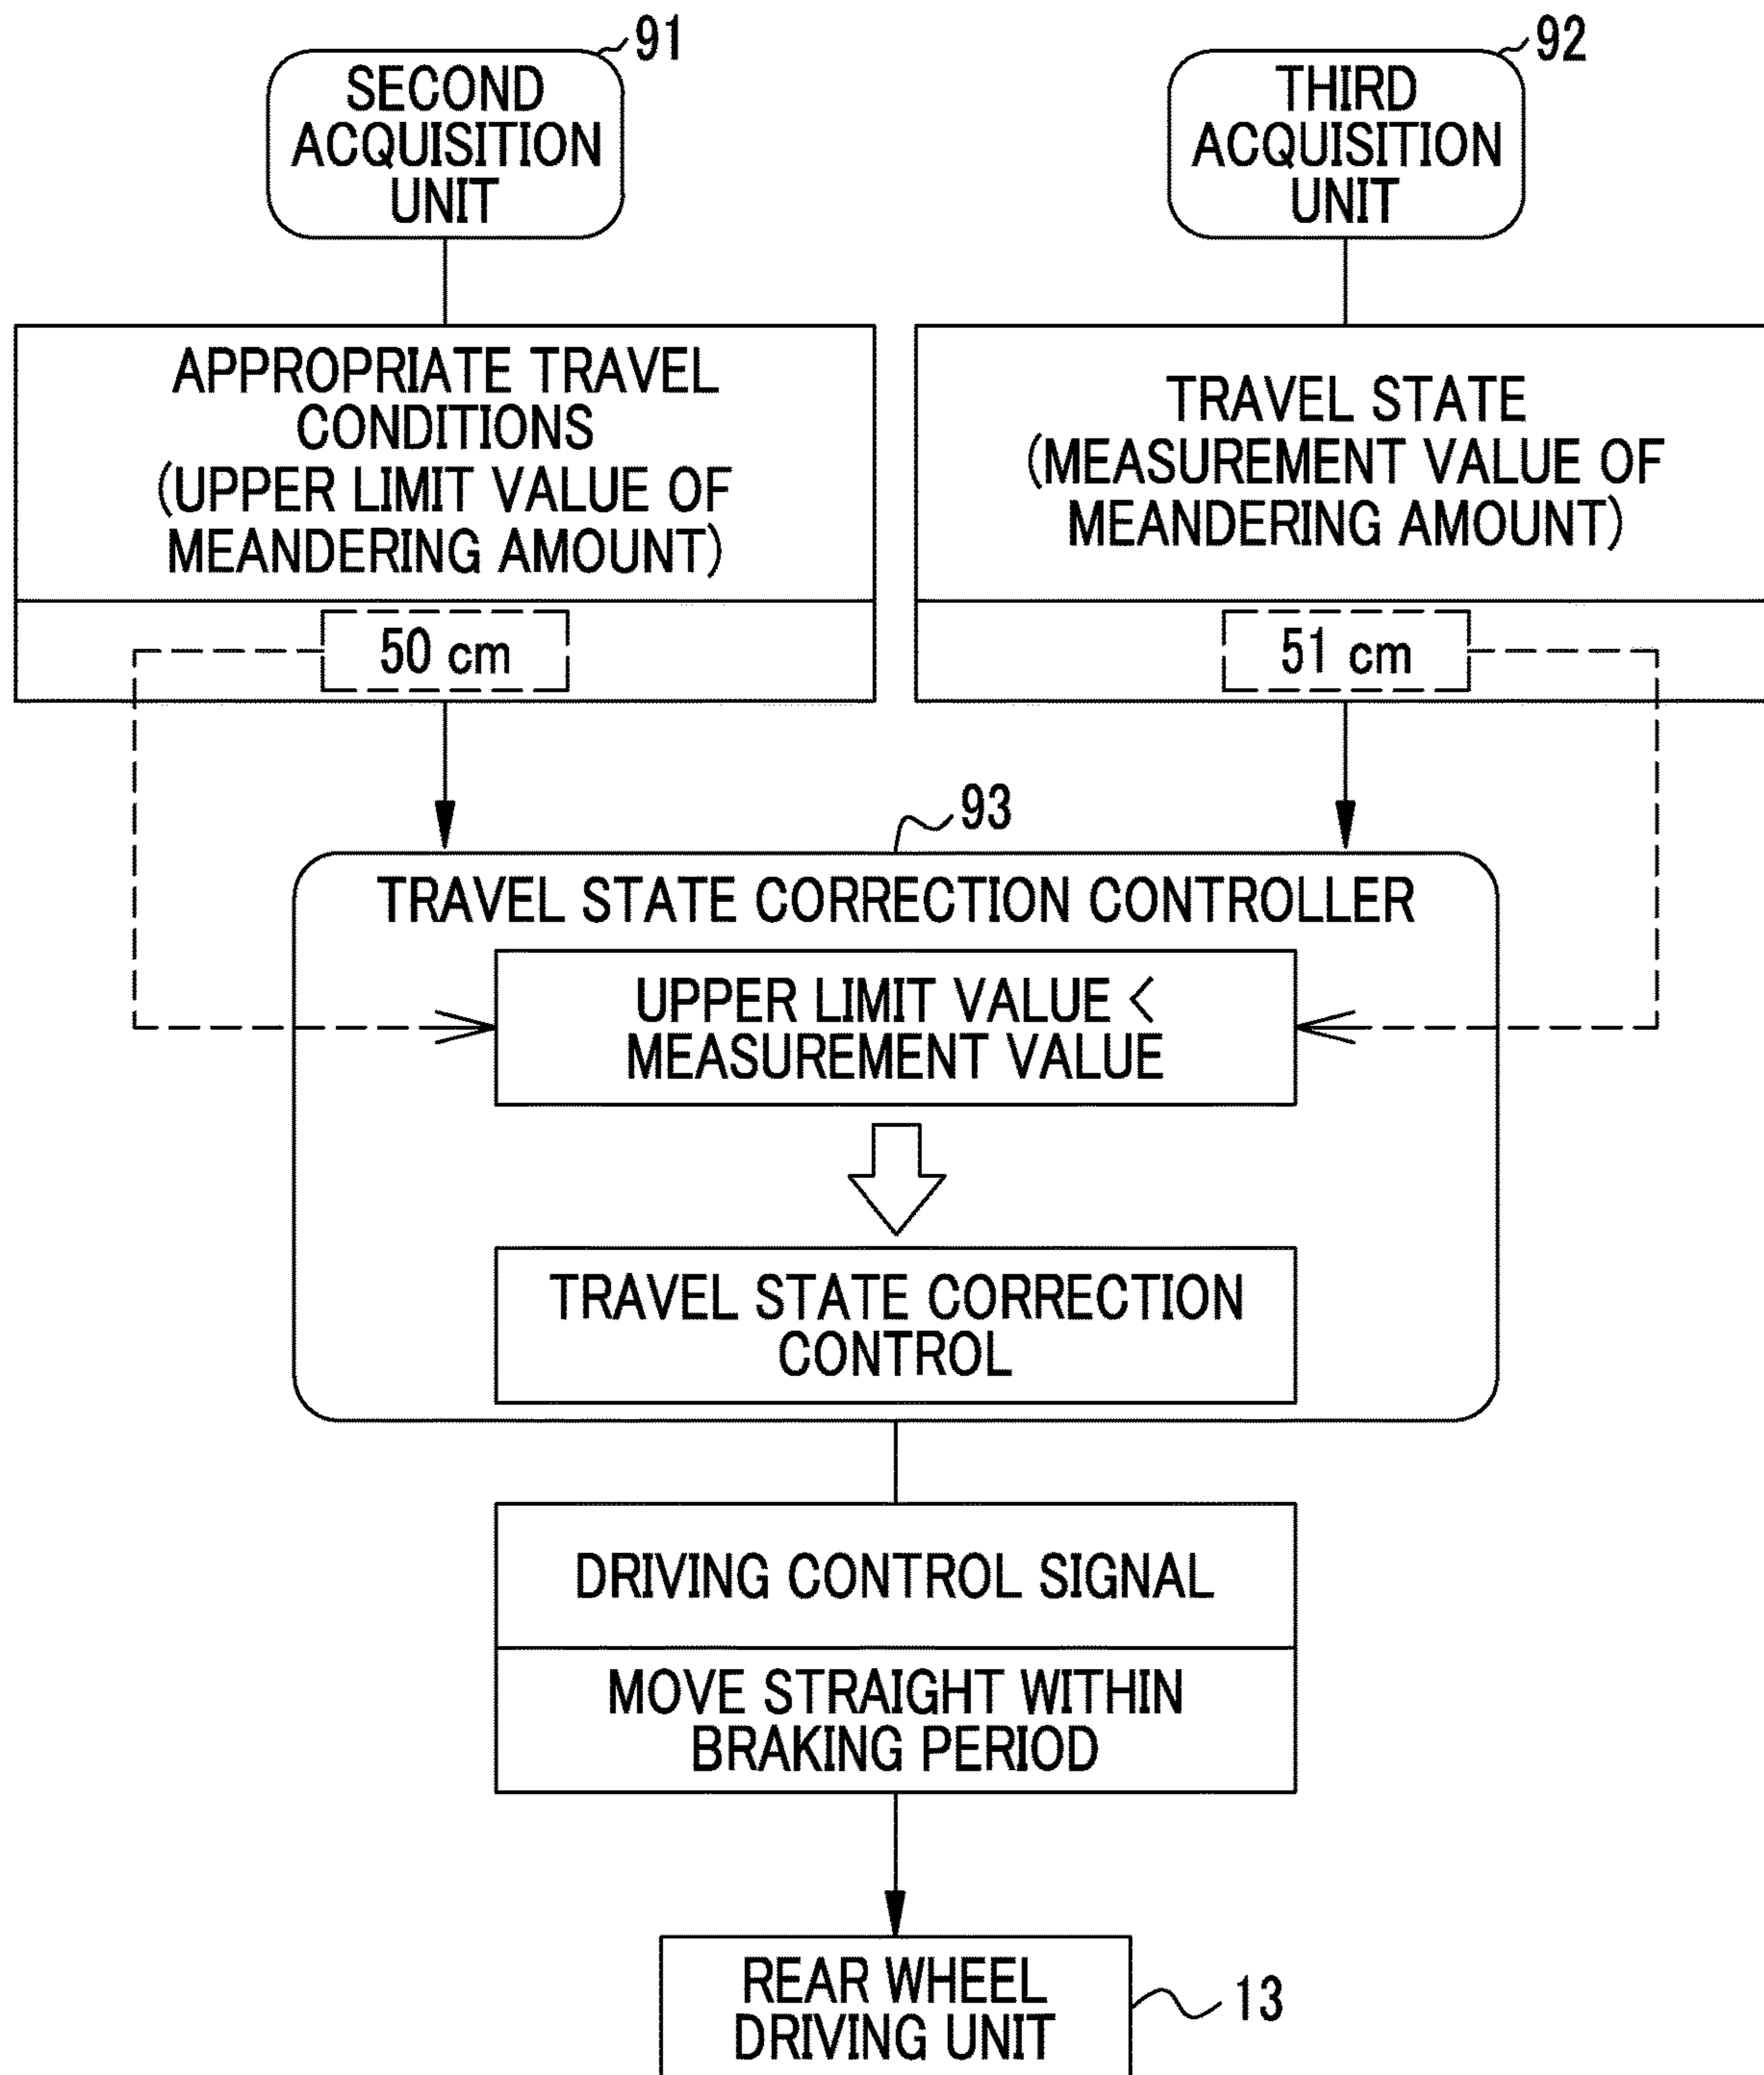 91
SECOND
ACQUISITION
UNIT
92
THIRD
ACQUISITION
UNIT
APPROPRIATE TRAVEL
CONDITIONS
(UPPER LIMIT VALUE OF
MEANDERING AMOUNT)
50 cm
TRAVEL STATE
(MEASUREMENT VALUE OF
MEANDERING AMOUNT)
51 cm
93
TRAVEL STATE CORRECTION CONTROLLER
UPPER LIMIT VALUE <
MEASUREMENT VALUE
TRAVEL STATE CORRECTION
CONTROL
DRIVING CONTROL SIGNAL
MOVE STRAIGHT WITHIN
BRAKING PERIOD
REAR WHEEL
DRIVING UNIT
13